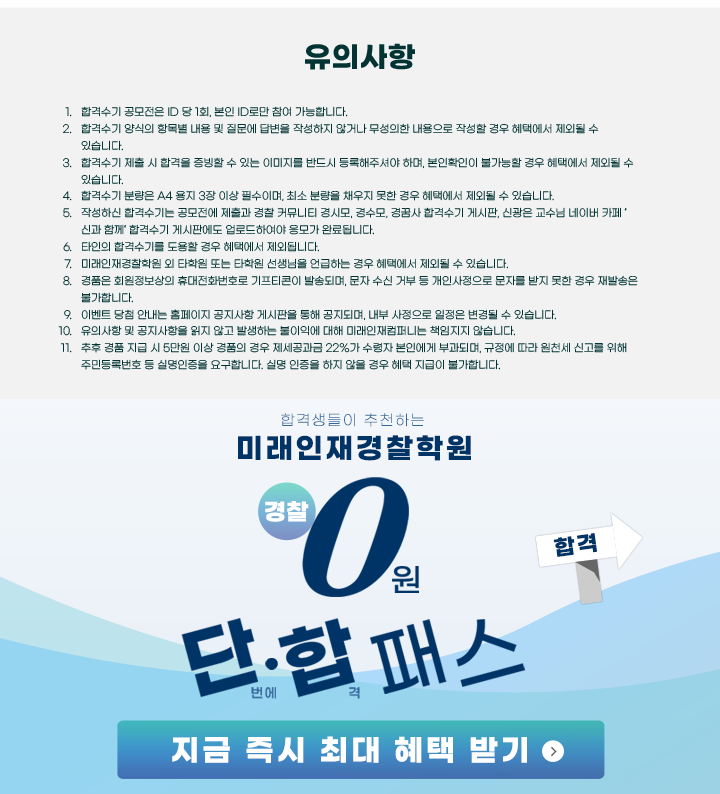 유의사항
1. 합격수기 공모전은 ID 당 1회, 본인 ID로만 참여 가능합니다.
2. 합격수기 양식의 항목별 내용 및 질문에 답변을 작성하지 않거나 무성의한 내용으로 작성할 경우 혜택에서 제외될 수
있습니다.
3. 합격수기 제출 시 합격을 증빙할 수 있는 이미지를 반드시 등록해주셔야 하며, 본인확인이 불가능할 경우 혜택에서 제외될 수
있습니다.
4. 합격수기 분량은 A4 용지 3장 이상 필수이며, 최소 분량을 채우지 못한 경우 혜택에서 제외될 수 있습니다.
5. 작성하신 합격수기는 공모전에 제출과 경찰 커뮤니티 경시모, 경수모, 경꿈사 합격수기 게시판, 신광은 교수님 네이버 카페 '
신과 함께' 합격수기 게시판에도 업로드하여야 응모가 완료됩니다.
6. 타인의 합격수기를 도용할 경우 혜택에서 제외됩니다.
7. 미래인재경찰학원 외 타학원 또는 타학원 선생님을 언급하는 경우 혜택에서 제외될 수 있습니다.
8. 경품은 회원정보상의 휴대전화번호로 기프티콘이 발송되며, 문자 수신 거부 등 개인사정으로 문자를 받지 못한 경우 재발송은
불가합니다.
9. 이벤트 당첨 안내는 홈페이지 공지사항 게시판을 통해 공지되며, 내부 사정으로 일정은 변경될 수 있습니다.
10. 유의사항 및 공지사항을 읽지 않고 발생하는 불이익에 대해 미래인재컴퍼니는 책임지지 않습니다.
11. 추후 경품 지급 시 5만원 이상 경품의 경우 제세공과금 22%가 수령자 본인에게 부과되며, 규정에 따라 원천세 신고를 위해
주민등록번호 등 실명인증을 요구합니다. 실명 인증을 하지 않을 경우 혜택 지급이 불가합니다.
합격생들이 추천하는
미래인재경찰학원
경찰 0원
합격
단·합 패스
번에 격
지금 즉시 최대 혜택 받기